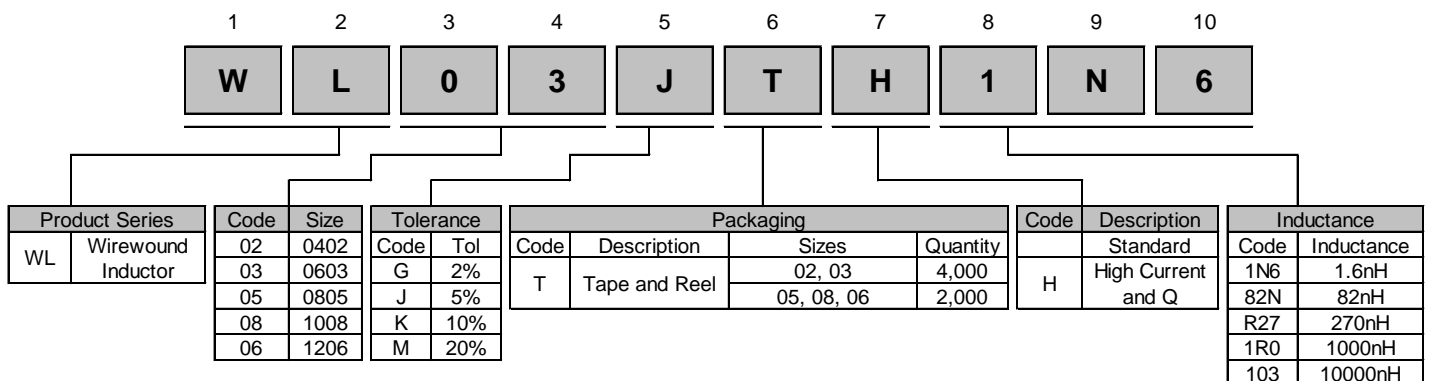 1 2 3 4 5 6 7 8 9 10
W L 0 3 J T H 1 N 6
Product Series Code Size Tolerance Packaging Code Description Inductance
WL Wirewound Inductor 02 0402 Code Tol Code Description Sizes Quantity Standard Code Inductance
03 0603 G 2% T Tape and Reel 02, 03 4,000 H High Current and Q 1N6 1.6nH
05 0805 J 5% 05, 08, 06 2,000 82N 82nH
08 1008 K 10% R27 270nH
06 1206 M 20% 1R0 1000nH
103 10000nH